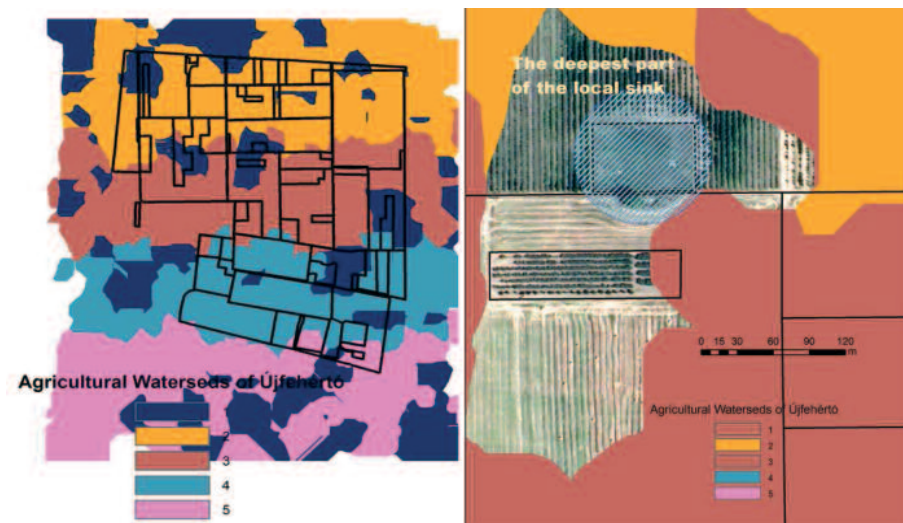 Agricultural Waterseds of Újfehértó
1
2
3
4
5
The deepest part
of the local sink
0 15 30 60 90 120
m
Agricultural Waterseds of Újfehértó
1
2
3
4
5